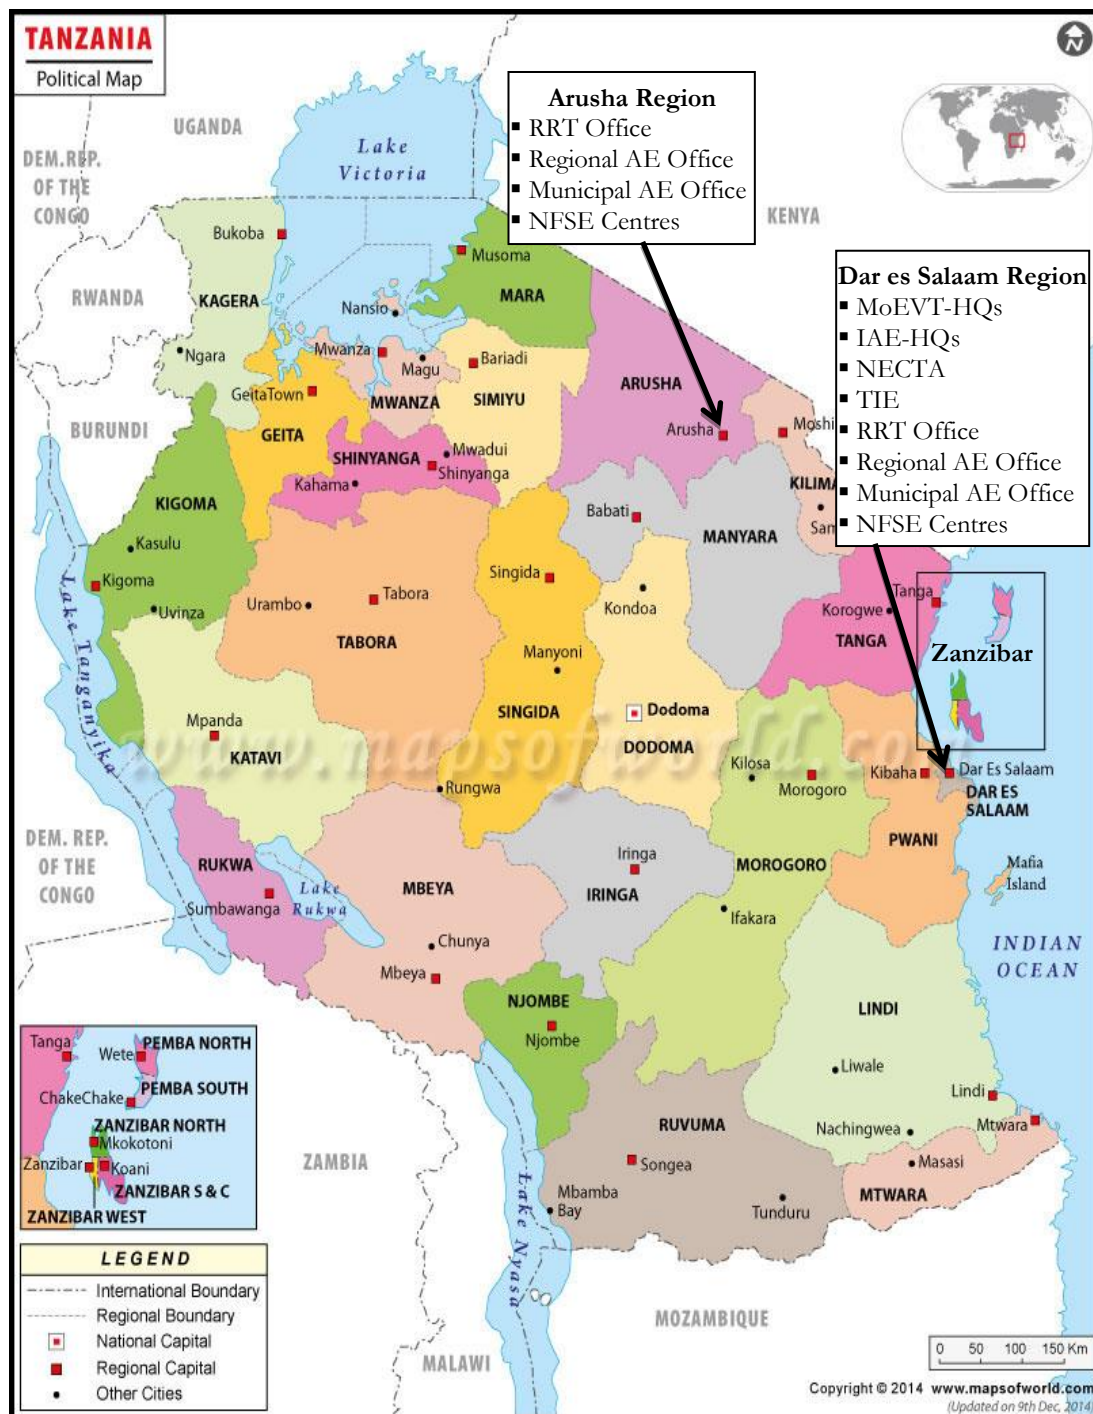 TANZANIA
Political Map
N
UGANDA
DEM.REP.
OF THE
CONGO
RWANDA
BURUNDI
KENYA
Lake
Victoria
Arusha Region
▪ RRT Office
▪ Regional AE Office
▪ Municipal AE Office
▪ NFSE Centres
Dar es Salaam Region
▪ MoEVT-HQs
▪ IAE-HQs
▪ NECTA
▪ TIE
▪ RRT Office
▪ Regional AE Office
▪ Municipal AE Office
▪ NFSE Centres
Bukoba
KAGERA
Ngara
Musoma
MARA
Nansio
Mwanza
Magu
MWANZA
Bariadi
SIMIYU
GeitaTown
GEITA
SHINYANGA
Mwadui
Shinyanga
Kahama
ARUSHA
Arusha
Moshi
KILIMA
Sam
Babati
MANYARA
KIGOMA
Kasulu
Kigoma
Uvinza
Lake Tanganyika
Urambo
Tabora
TABORA
Singida
Manyoni
SINGIDA
Rungwa
Kondoa
Dodoma
DODOMA
Tanga
Korogwe
TANGA
Zanzibar
Mpanda
KATAVI
www.mapsofworld.com
Kilosa
Morogoro
MOROGORO
Ifakara
Kibaha
Dar Es Salaam
DAR ES
SALAAM
PWANI
Mafia
Island
INDIAN
OCEAN
DEM. REP.
OF THE
CONGO
RUKWA
Sumbawanga
Lake
Rukwa
MBEYA
Chunya
Mbeya
Iringa
IRINGA
NJOMBE
Njombe
LINDI
Liwale
Lindi
Nachingwea
Mtwara
Masasi
MTWARA
RUVUMA
Songea
Mbamba
Bay
Tunduru
Lake Nyasa
ZAMBIA
MALAWI
MOZAMBIQUE
Tanga
Wete
PEMBA NORTH
PEMBA SOUTH
ChakeChake
ZANZIBAR NORTH
Mkokotoni
Zanzibar
Koani
ZANZIBAR S & C
ZANZIBAR WEST
LEGEND
International Boundary
Regional Boundary
National Capital
Regional Capital
Other Cities
0 50 100 150 Km
Copyright © 2014 www.mapsofworld.com
(Updated on 9th Dec, 2014)